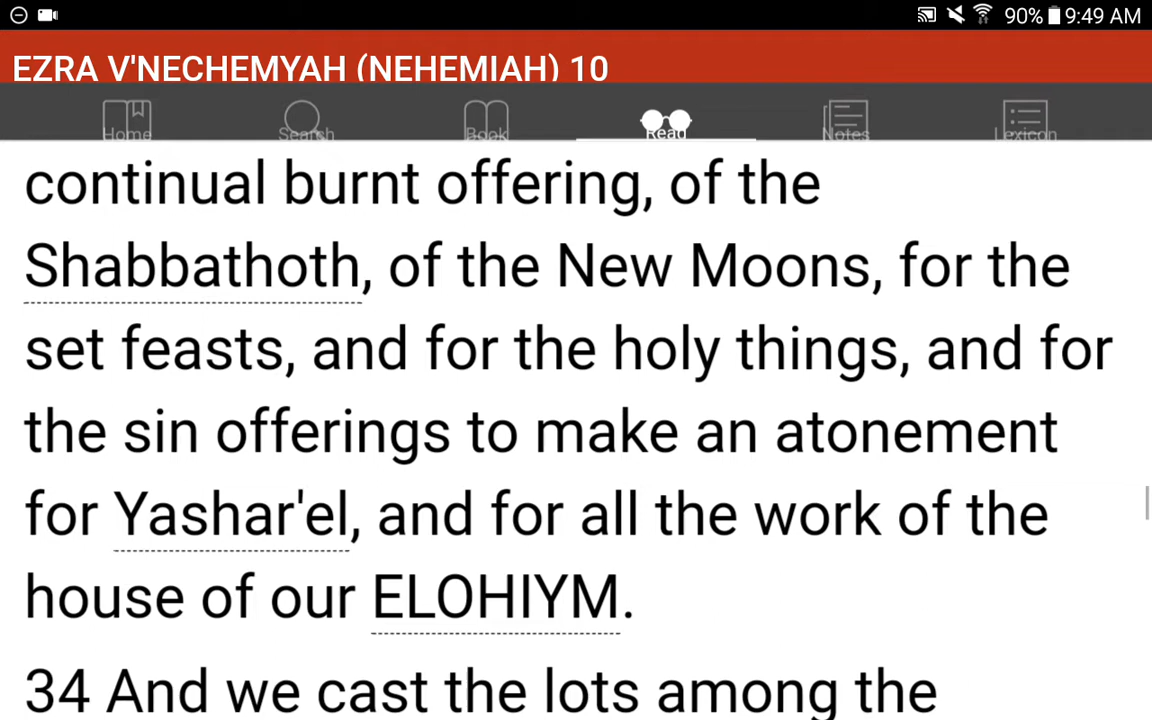 90% 9:49 AM
EZRA V'NECHEMYAH (NEHEMIAH) 10
Home Search Book Read Notes Lexicon
continual burnt offering, of the
Shabbathoth, of the New Moons, for the
set feasts, and for the holy things, and for
the sin offerings to make an atonement
for Yashar'el, and for all the work of the
house of our ELOHIYM.
34 And we cast the lots among the